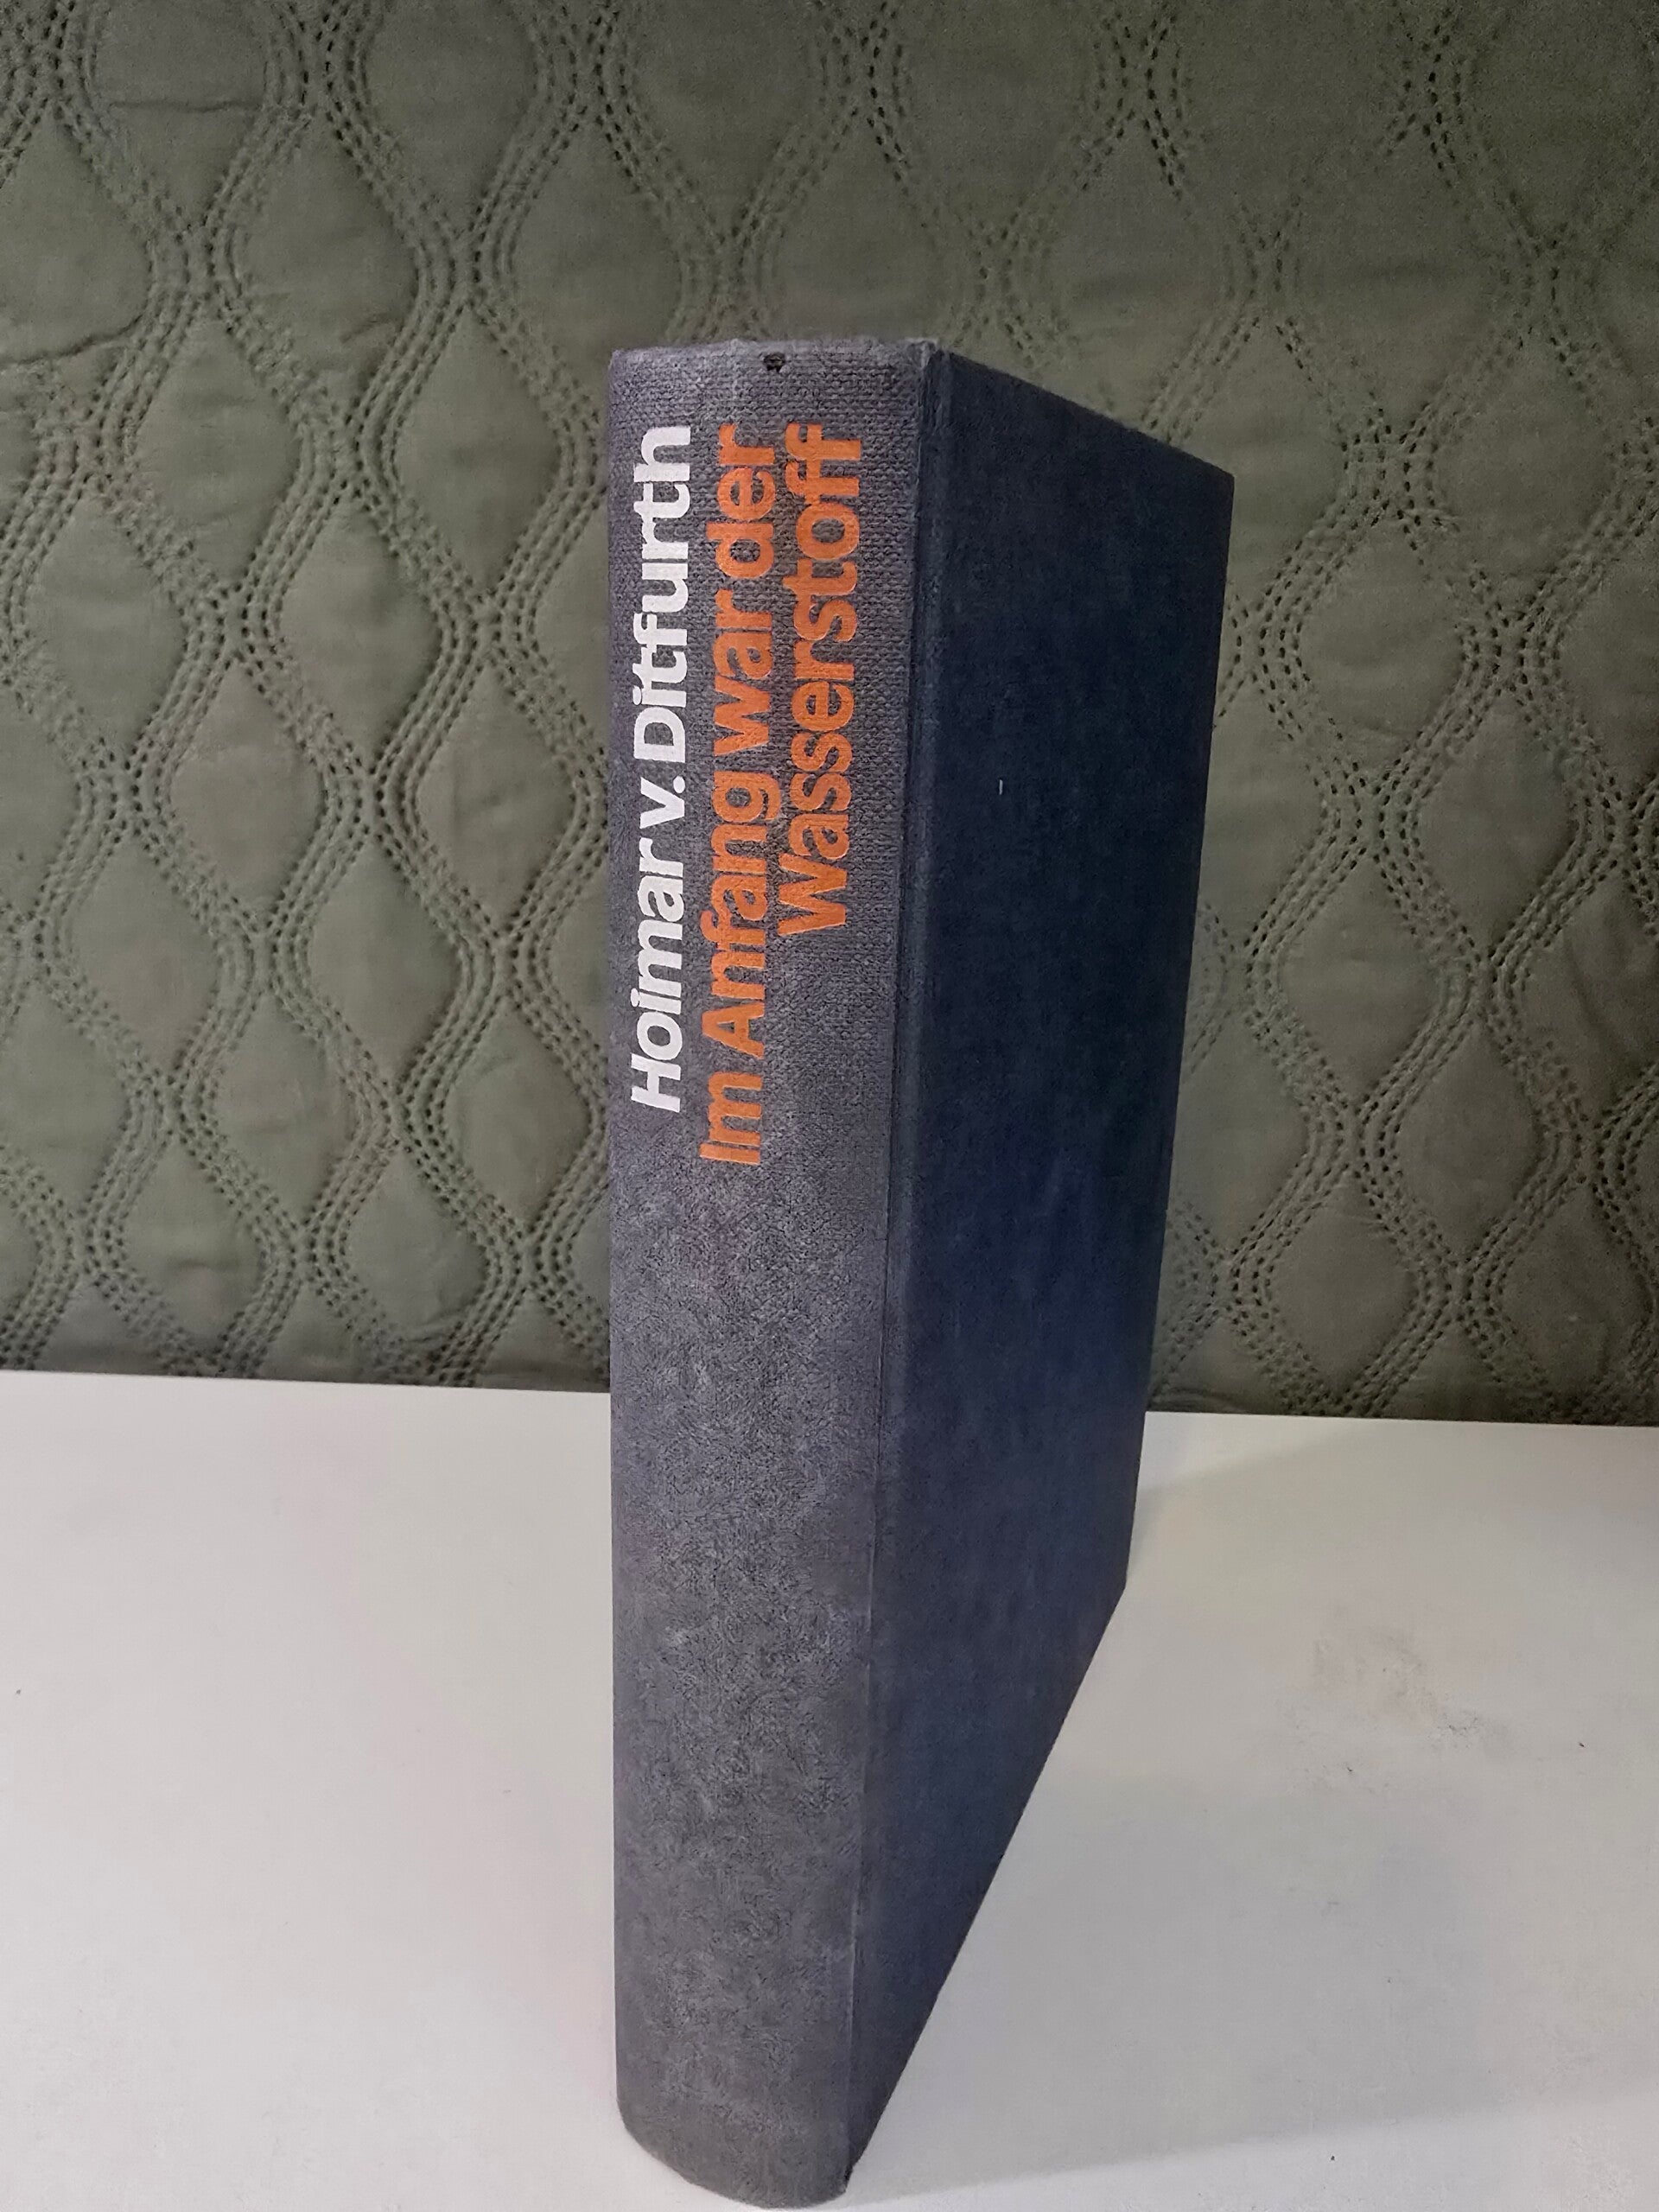 Hoimar v. Ditfurth
Im Anfang war der
Wasserstoff